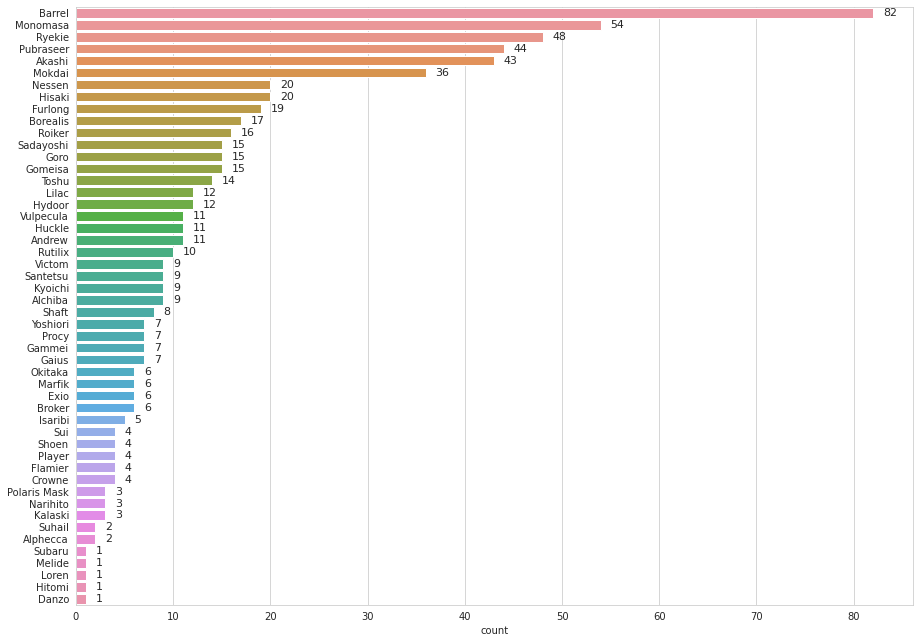 Barrel 82
Monomasa 54
Ryekie 48
Pubraseer 44
Akashi 43
Mokdai 36
Nessen 20
Hisaki 20
Furlong 19
Borealis 17
Roiker 16
Sadayoshi 15
Goro 15
Gomeisa 15
Toshu 14
Lilac 12
Hydoor 12
Vulpecula 11
Huckle 11
Andrew 11
Rutilix 10
Victom 9
Santetsu 9
Kyoichi 9
Alchiba 9
Shaft 8
Yoshiori 7
Procy 7
Gammei 7
Gaius 7
Okitaka 6
Marfik 6
Exio 6
Broker 6
Isaribi 5
Sui 4
Shoen 4
Player 4
Flamier 4
Crowne 4
Polaris Mask 3
Narihito 3
Kalaski 3
Suhail 2
Alphecca 2
Subaru 1
Melide 1
Loren 1
Hitomi 1
Danzo 1
0 10 20 30 40 50 60 70 80
count